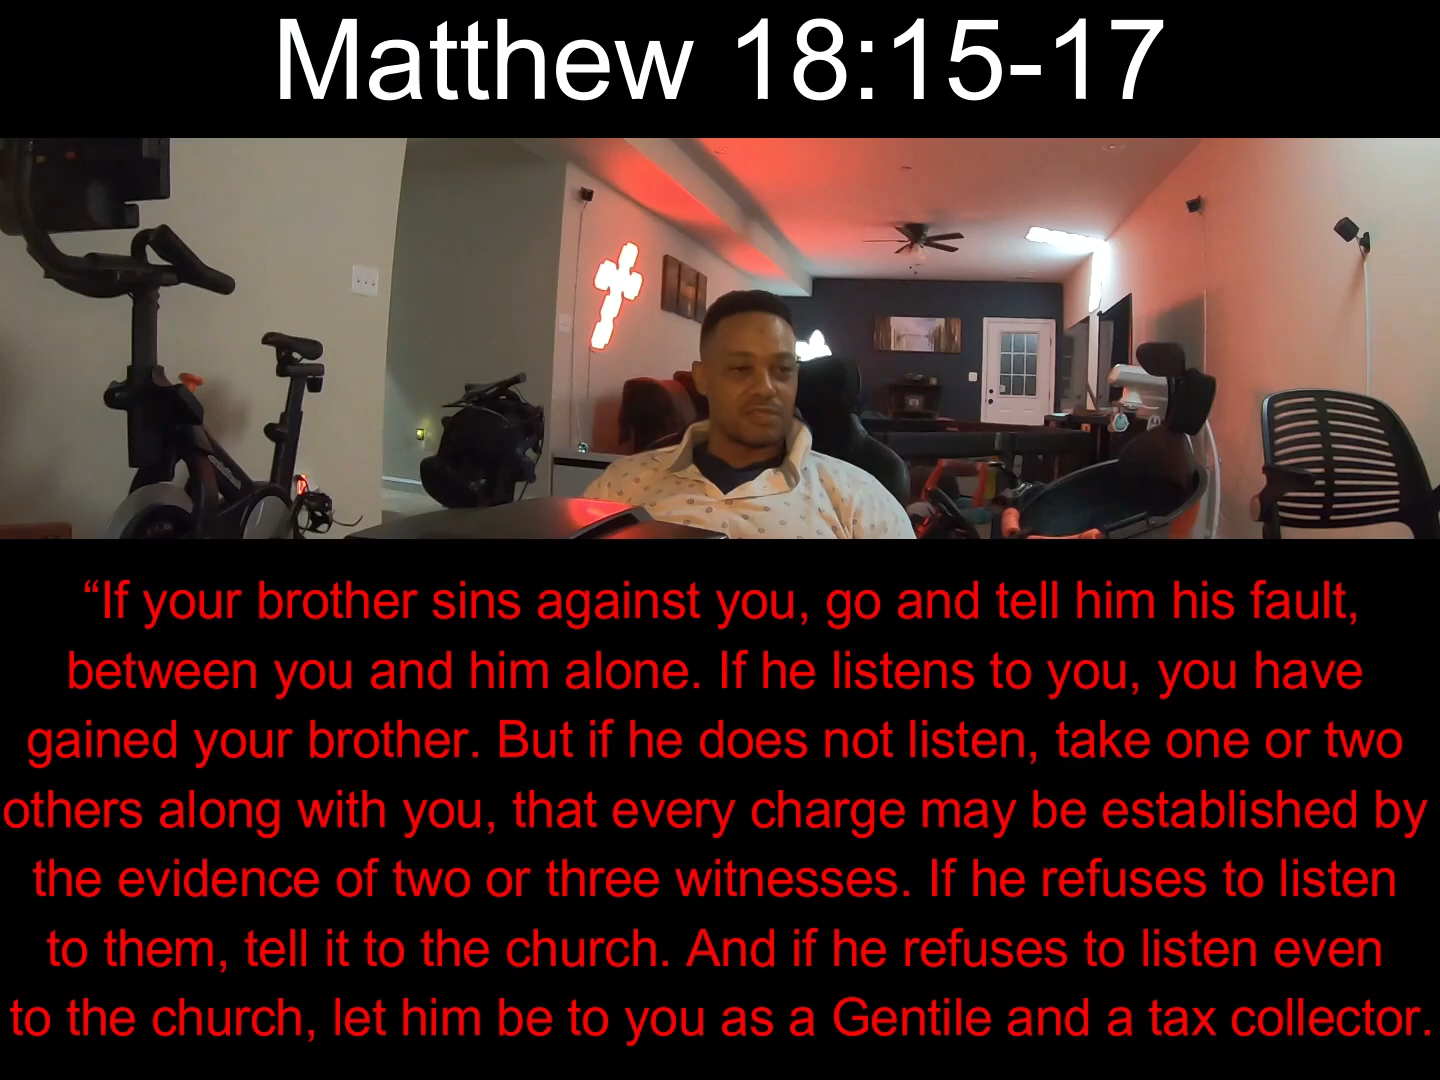 Matthew 18:15-17
“If your brother sins against you, go and tell him his fault,
between you and him alone. If he listens to you, you have
gained your brother. But if he does not listen, take one or two
others along with you, that every charge may be established by
the evidence of two or three witnesses. If he refuses to listen
to them, tell it to the church. And if he refuses to listen even
to the church, let him be to you as a Gentile and a tax collector.